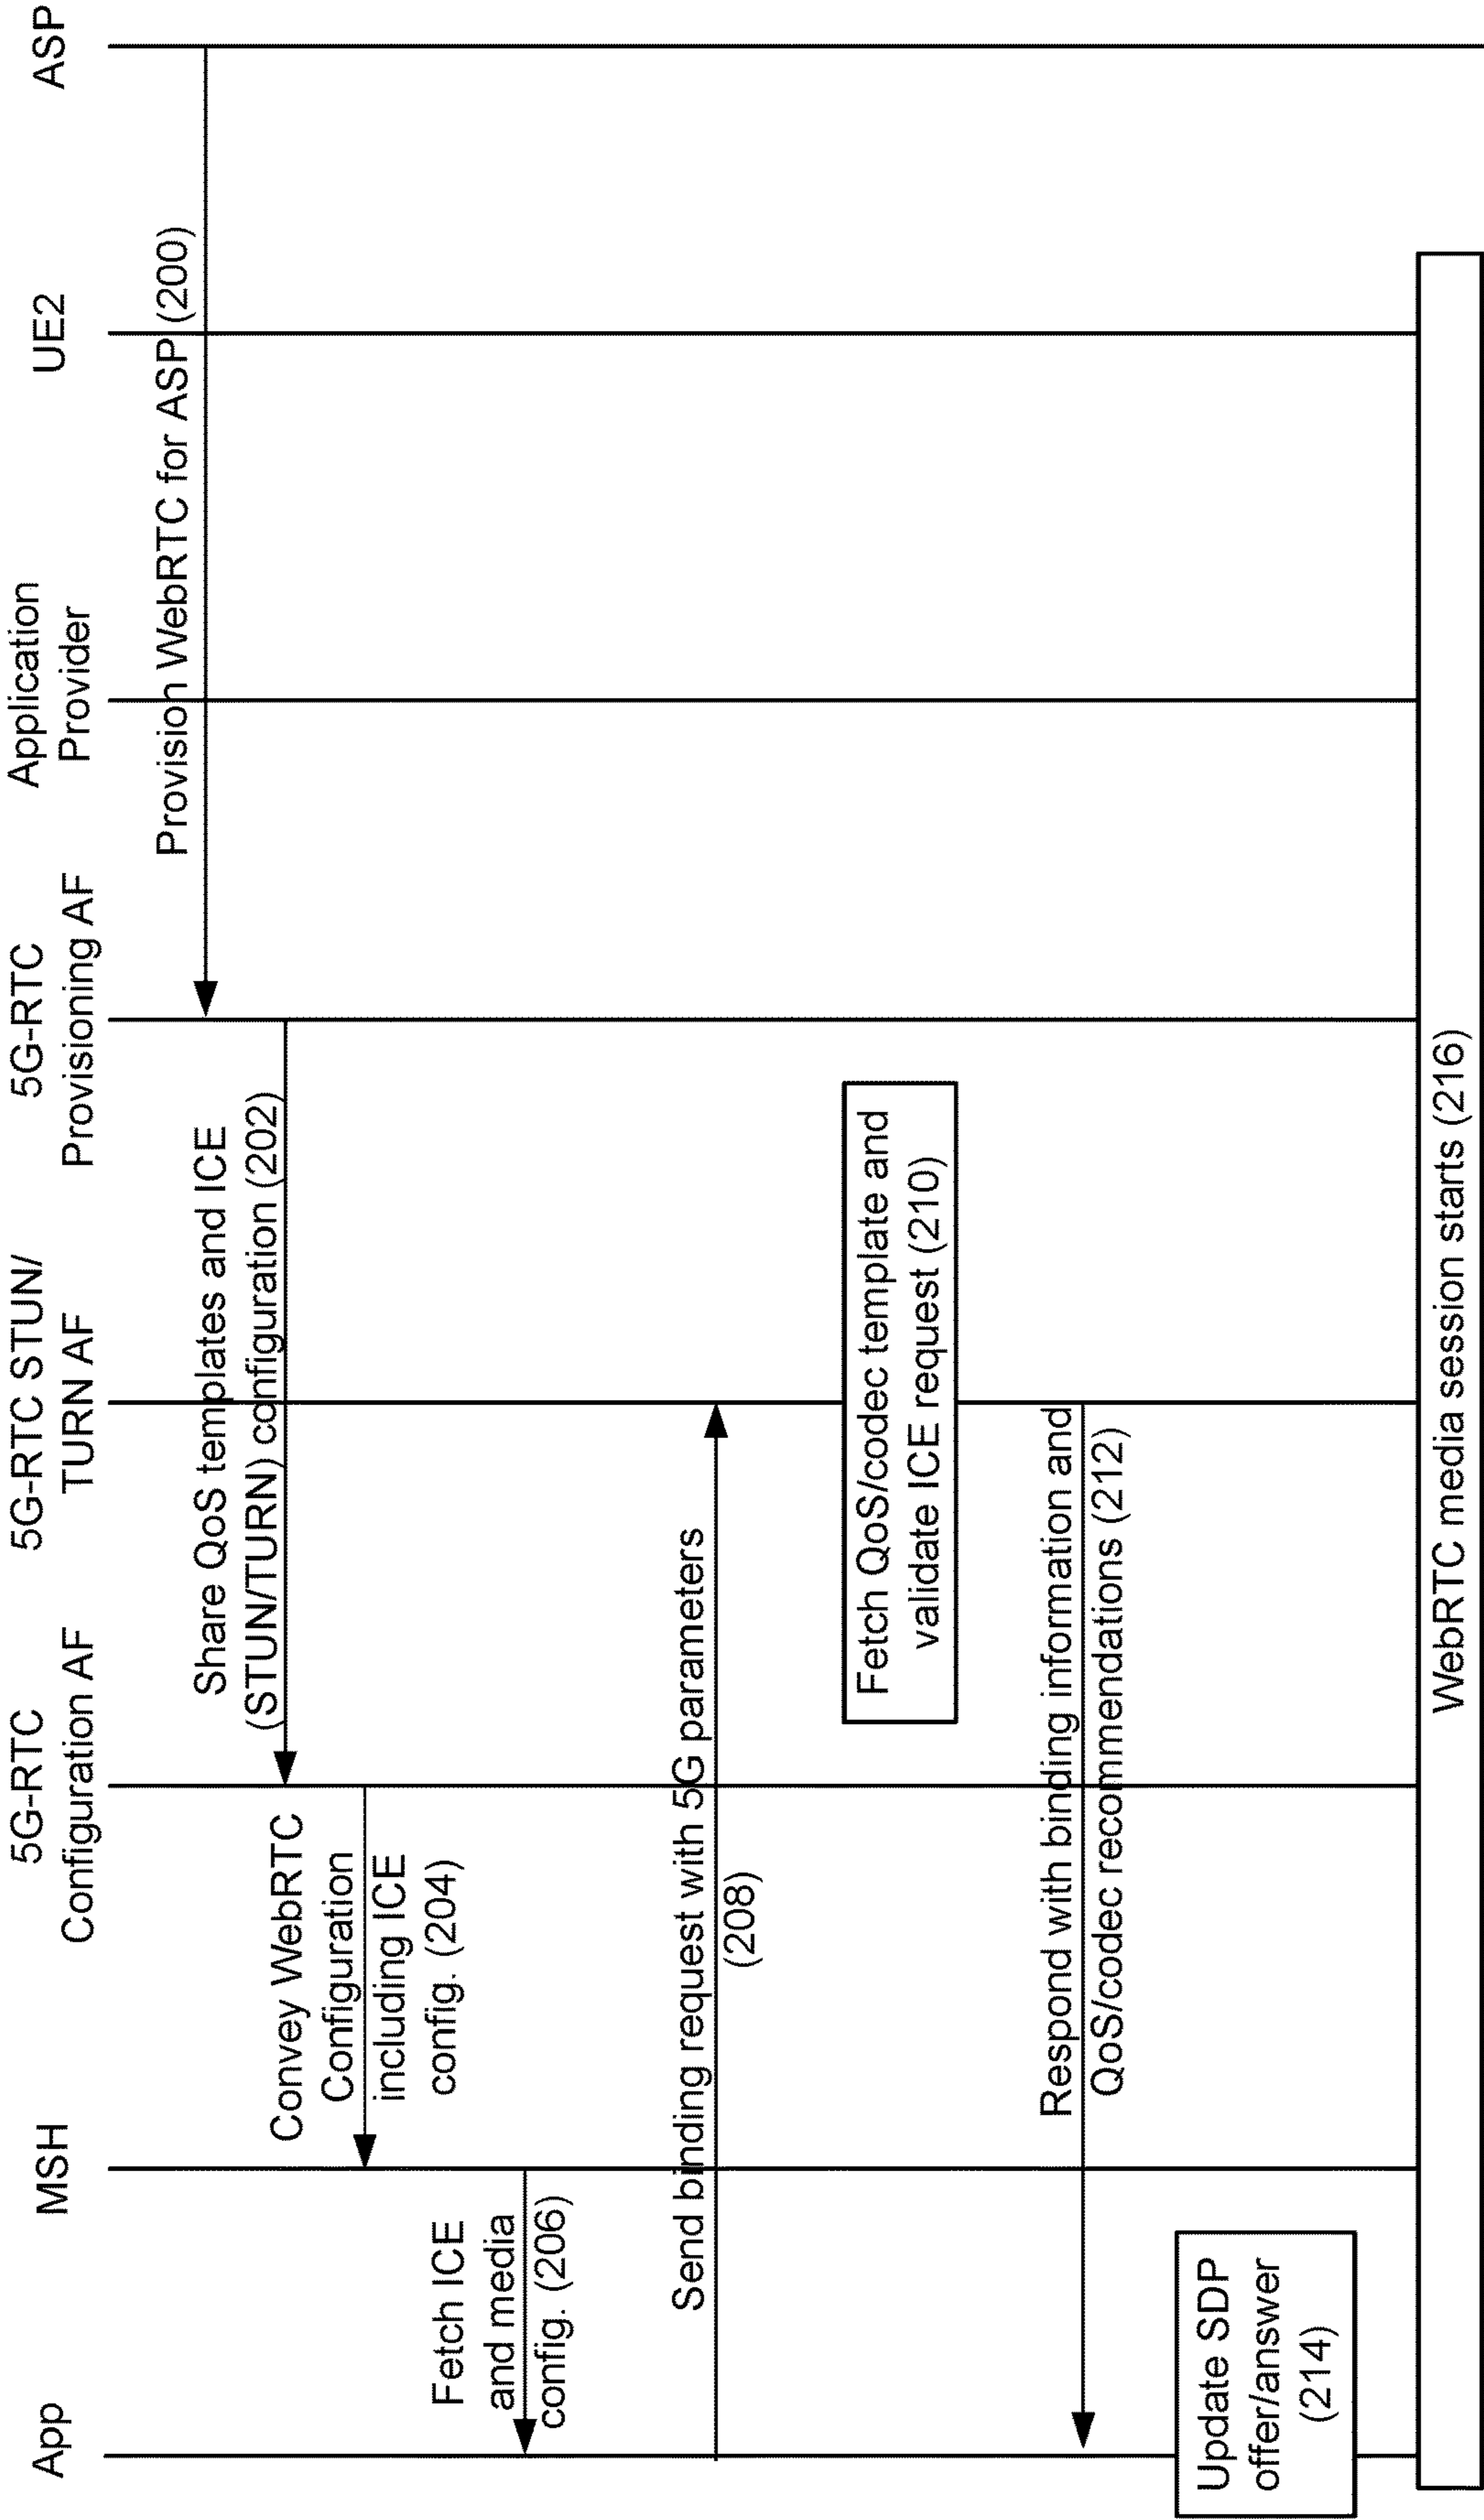 App
MSH
5G-RTC
Configuration AF
5G-RTC STUN/
TURN AF
5G-RTC
Provisioning AF
Application
Provider
UE2
ASP
Provision WebRTC for ASP (200)
Share QoS templates and ICE
(STUN/TURN) configuration (202)
Convey WebRTC
Configuration
including ICE
config. (204)
Fetch ICE
and media
config. (206)
Send binding request with 5G parameters
(208)
Fetch QoS/codec template and
validate ICE request (210)
Respond with binding information and
QoS/codec recommendations (212)
Update SDP
offer/answer
(214)
WebRTC media session starts (216)